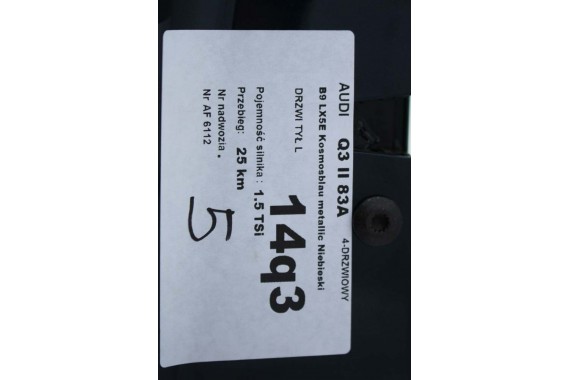 AUDI Q3 II 83A 4-DRZWIOWY
B9 LX5E Kosmosblau metallic Niebieski
DRZWI TYŁ L
14q3
Pojemność silnika : 1.5 TSi
Przebieg: 25 km
Nr nadwozia .
Nr AF 6112
5